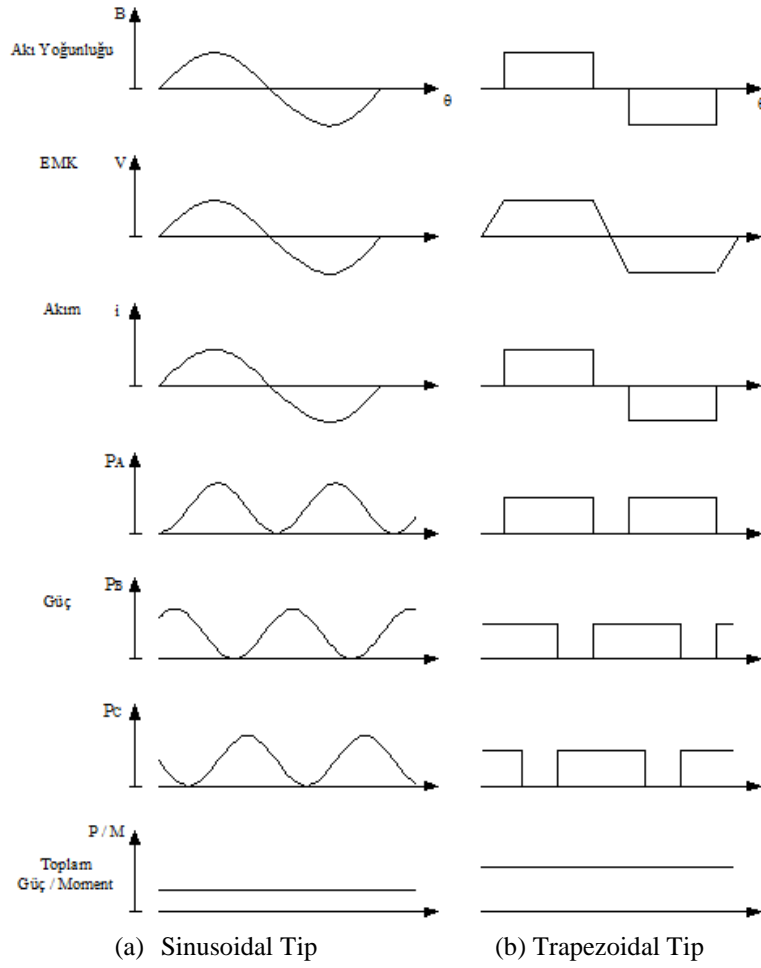 B
Akı Yoğunluğu
θ
EMK V
Akım i
PA
Güç PB
PC
P / M
Toplam
Güç / Moment
(a) Sinusoidal Tip (b) Trapezoidal Tip